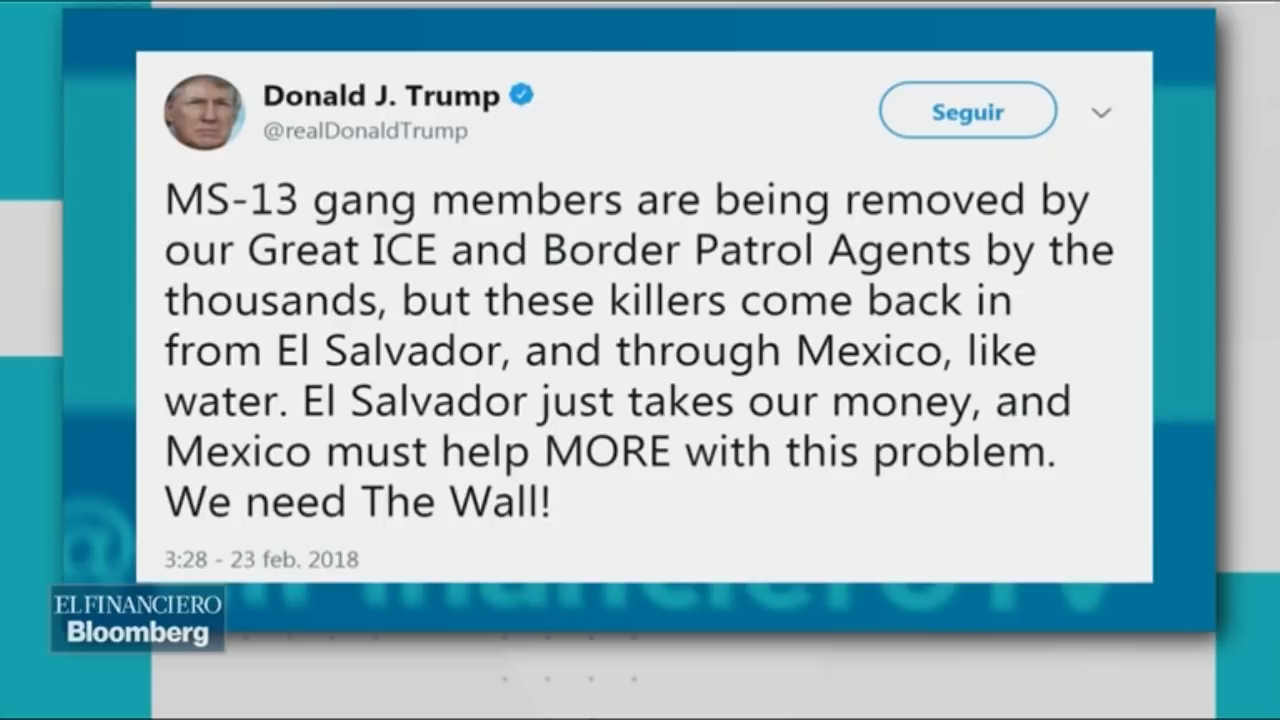 Donald J. Trump
@realDonaldTrump
Seguir
MS-13 gang members are being removed by
our Great ICE and Border Patrol Agents by the
thousands, but these killers come back in
from El Salvador, and through Mexico, like
water. El Salvador just takes our money, and
Mexico must help MORE with this problem.
We need The Wall!
3:28 - 23 feb. 2018
EL FINANCIERO
Bloomberg